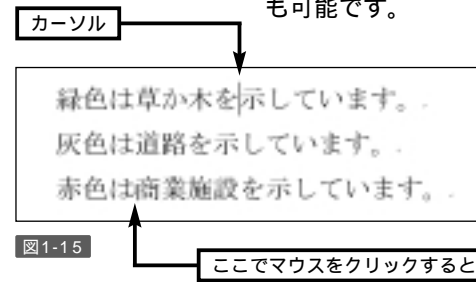 も可能です。
カーソル
緑色は草か木を示しています。
灰色は道路を示しています。
赤色は商業施設を示しています。
図1-15
ここでマウスをクリックすると